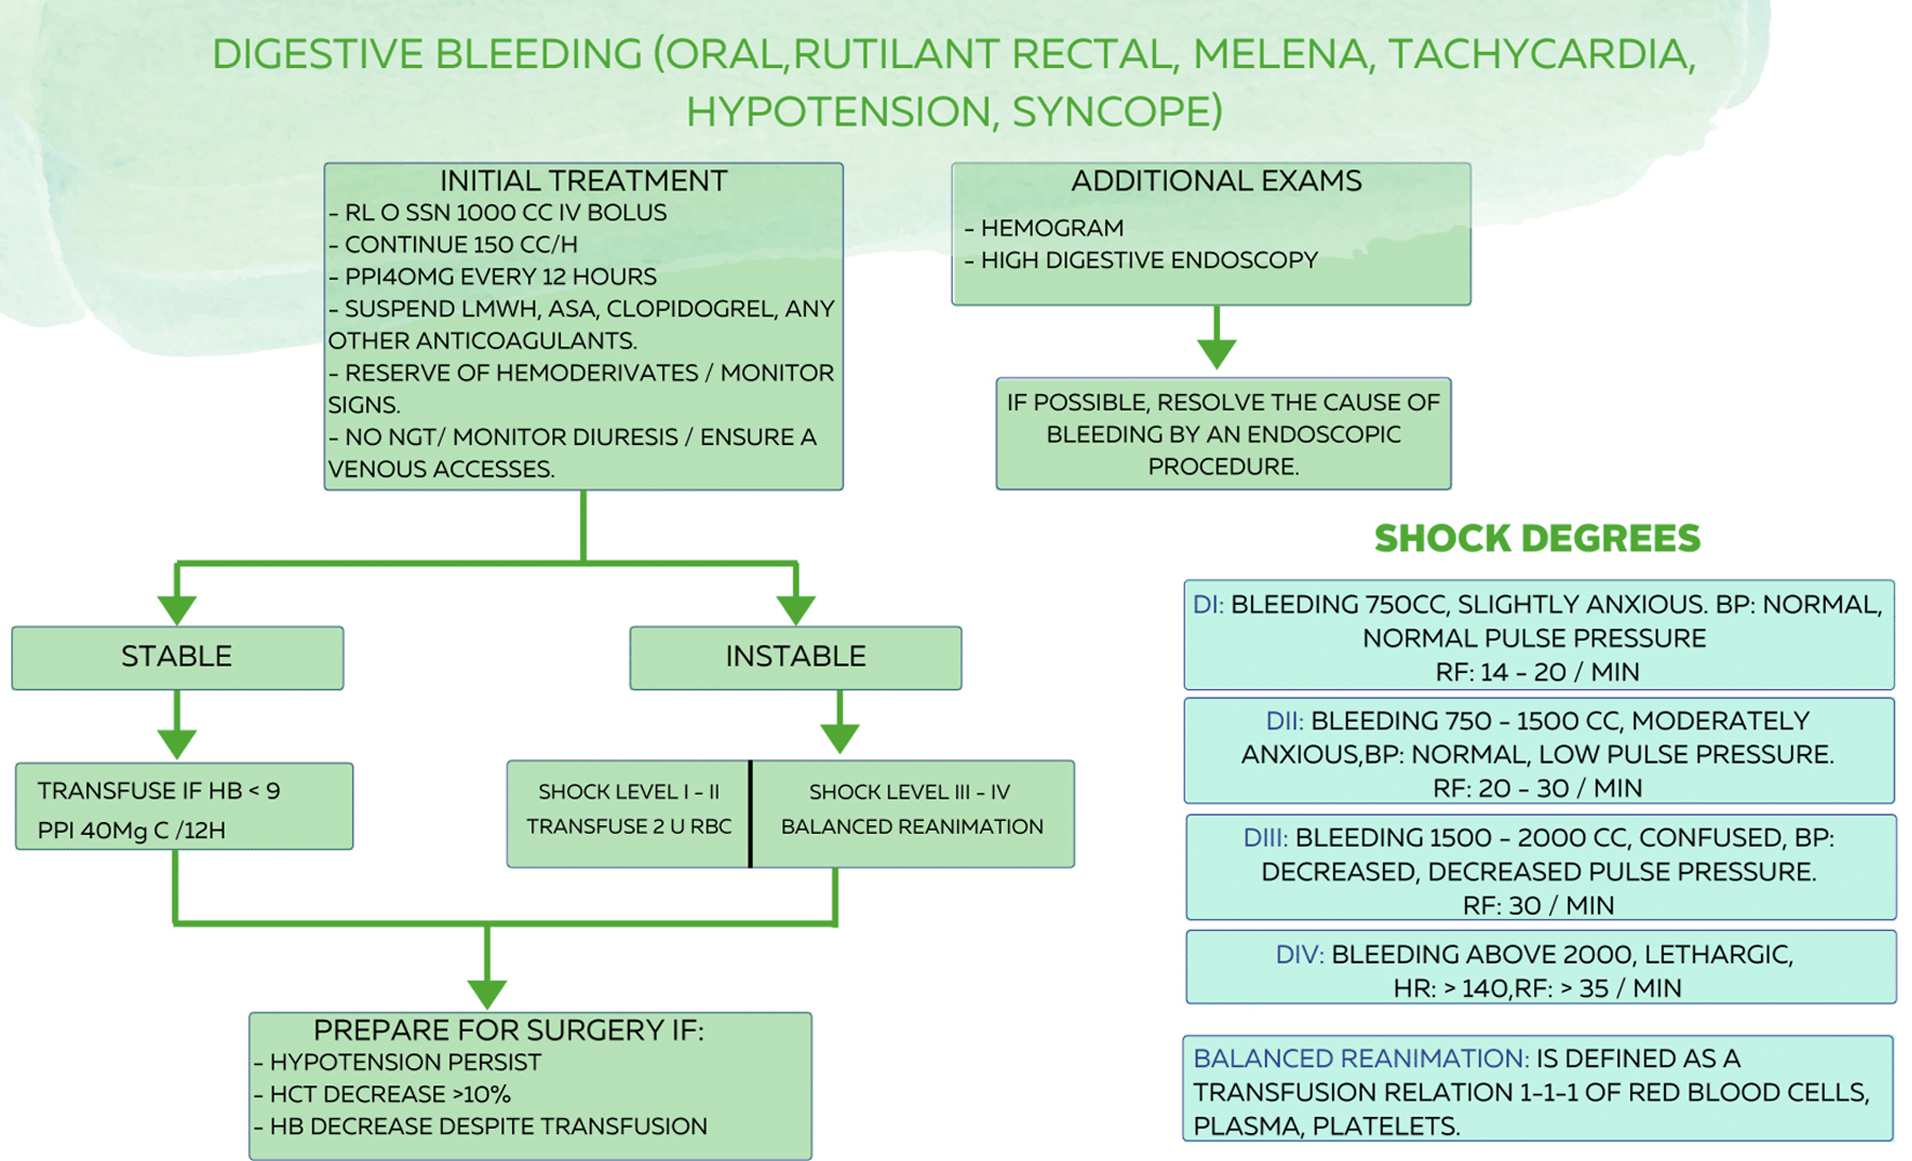 DIGESTIVE BLEEDING (ORAL,RUTILANT RECTAL, MELENA, TACHYCARDIA,
HYPOTENSION, SYNCOPE)
INITIAL TREATMENT
- RL O SSN 1000 CC IV BOLUS
- CONTINUE 150 CC/H
- PPI4OMG EVERY 12 HOURS
- SUSPEND LMWH, ASA, CLOPIDOGREL, ANY
OTHER ANTICOAGULANTS.
- RESERVE OF HEMODERIVATES / MONITOR
SIGNS.
- NO NGT/ MONITOR DIURESIS / ENSURE A
VENOUS ACCESSES.
ADDITIONAL EXAMS
- HEMOGRAM
- HIGH DIGESTIVE ENDOSCOPY
IF POSSIBLE, RESOLVE THE CAUSE OF
BLEEDING BY AN ENDOSCOPIC
PROCEDURE.
STABLE
INSTABLE
TRANSFUSE IF HB < 9
PPI 40Mg C /12H
SHOCK LEVEL I - II
TRANSFUSE 2 U RBC
SHOCK LEVEL III - IV
BALANCED REANIMATION
PREPARE FOR SURGERY IF:
- HYPOTENSION PERSIST
- HCT DECREASE >10%
- HB DECREASE DESPITE TRANSFUSION
SHOCK DEGREES
DI: BLEEDING 750CC, SLIGHTLY ANXIOUS. BP: NORMAL,
NORMAL PULSE PRESSURE
RF: 14 - 20 / MIN
DII: BLEEDING 750 - 1500 CC, MODERATELY
ANXIOUS,BP: NORMAL, LOW PULSE PRESSURE.
RF: 20 - 30 / MIN
DIII: BLEEDING 1500 - 2000 CC, CONFUSED, BP:
DECREASED, DECREASED PULSE PRESSURE.
RF: 30 / MIN
DIV: BLEEDING ABOVE 2000, LETHARGIC,
HR: > 140,RF: > 35 / MIN
BALANCED REANIMATION: IS DEFINED AS A
TRANSFUSION RELATION 1-1-1 OF RED BLOOD CELLS,
PLASMA, PLATELETS.